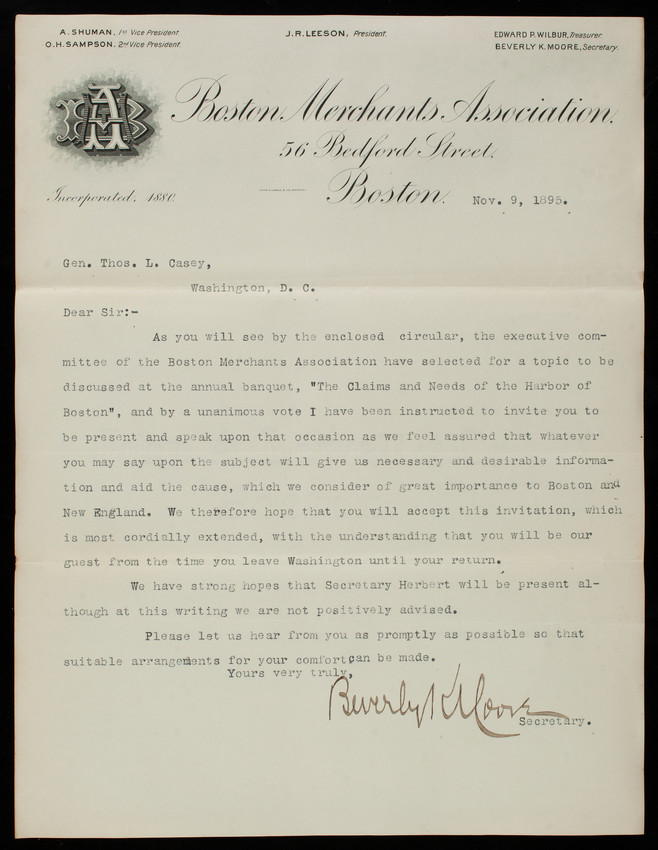 A. SHUMAN, 1st Vice President.
O.H. SAMPSON, 2nd Vice President.
J.R. LEESON, President.
EDWARD P. WILBUR, Treasurer.
BEVERLY K. MOORE, Secretary.
BMA
Boston Merchants Association.
56 Bedford Street.
Incorporated, 1880.
Boston. Nov. 9, 1895.
Gen. Thos. L. Casey,
Washington, D. C.
Dear Sir:-
As you will see by the enclosed circular, the executive com-
mittee of the Boston Merchants Association have selected for a topic to be
discussed at the annual banquet, "The Claims and Needs of the Harbor of
Boston", and by a unanimous vote I have been instructed to invite you to
be present and speak upon that occasion as we feel assured that whatever
you may say upon the subject will give us necessary and desirable informa-
tion and aid the cause, which we consider of great importance to Boston and
New England. We therefore hope that you will accept this invitation, which
is most cordially extended, with the understanding that you will be our
guest from the time you leave Washington until your return.
We have strong hopes that Secretary Herbert will be present al-
though at this writing we are not positively advised.
Please let us hear from you as promptly as possible so that
suitable arrangements for your comfort can be made.
Yours very truly,
Beverly K Moore
Secretary.